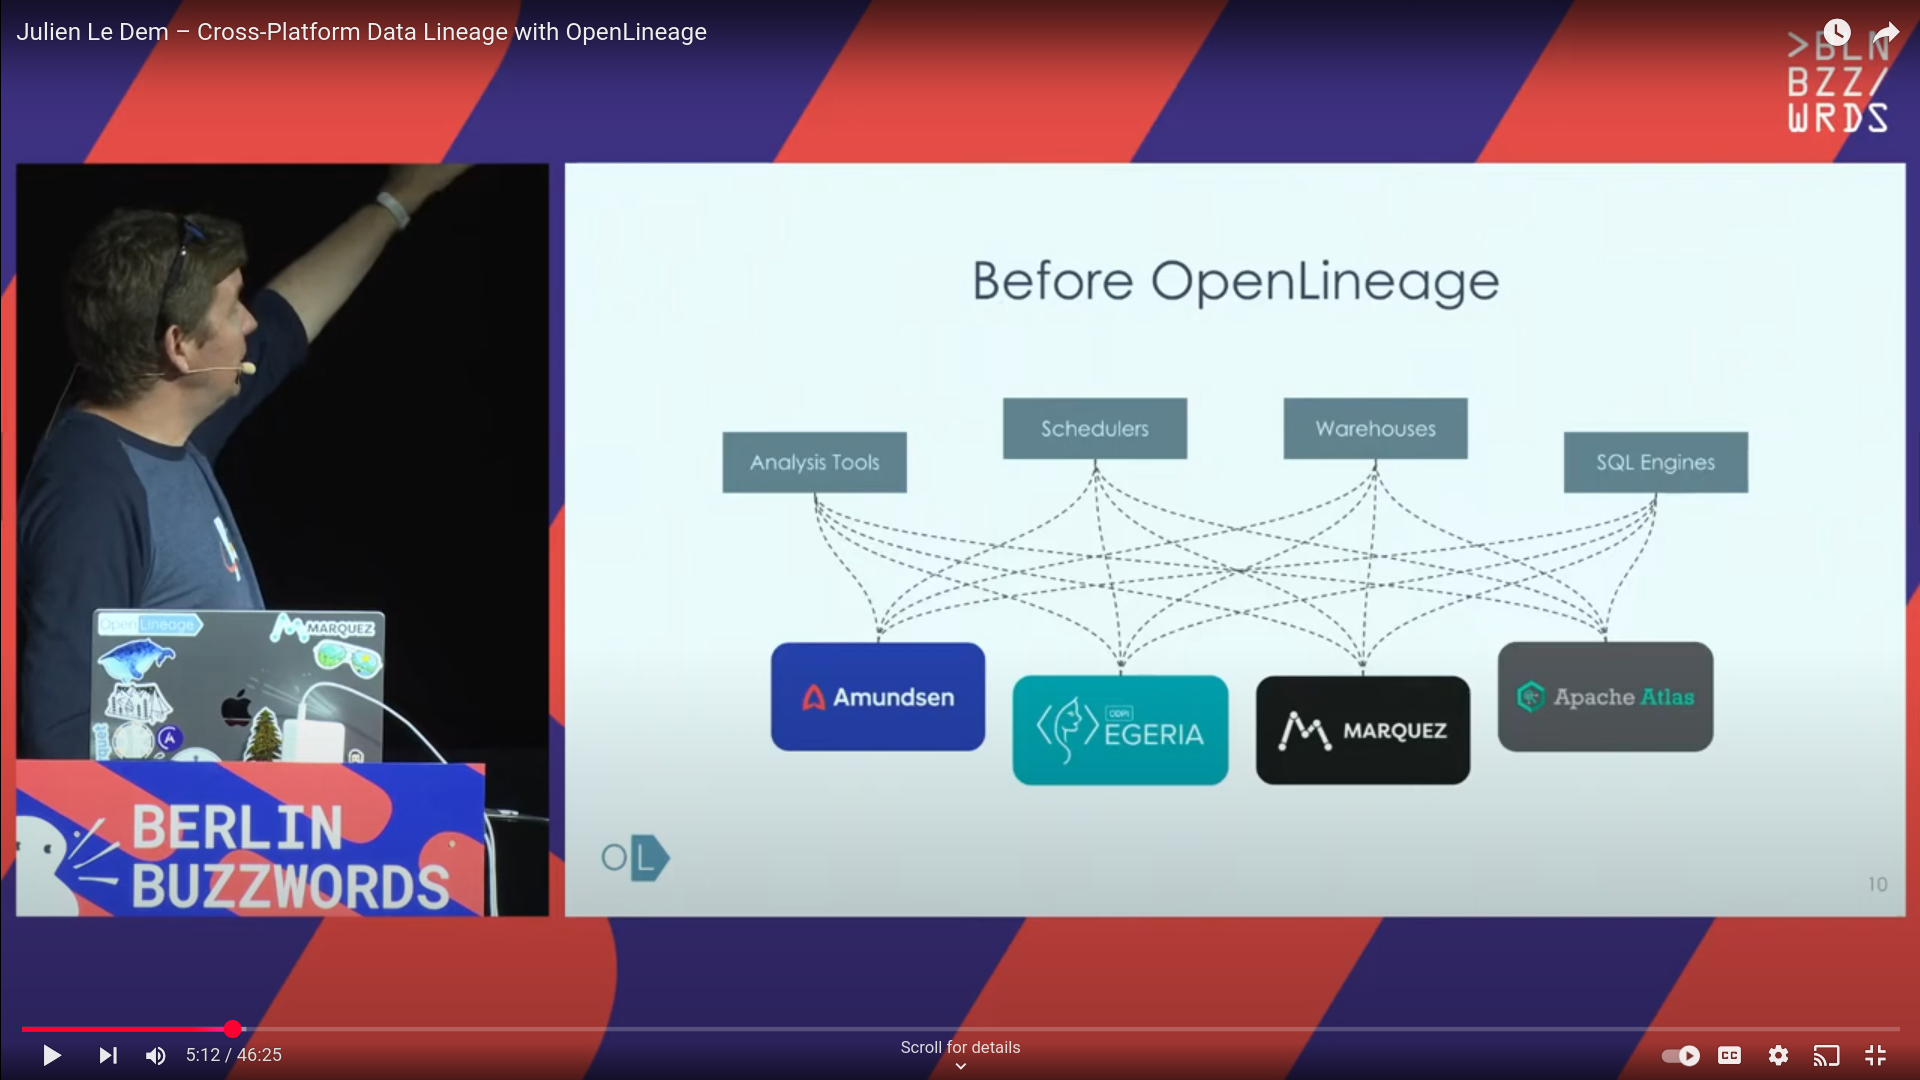 Julien Le Dem – Cross-Platform Data Lineage with OpenLineage
>BLN
BZZ/
WRDS
Before OpenLineage
Schedulers
Warehouses
Analysis Tools
SQL Engines
Amundsen
ODPI
EGERIA
MARQUEZ
Apache Atlas
OL
10
OpenLineage
MARQUEZ
BERLIN
BUZZWORDS
5:12 / 46:25
Scroll for details
CC